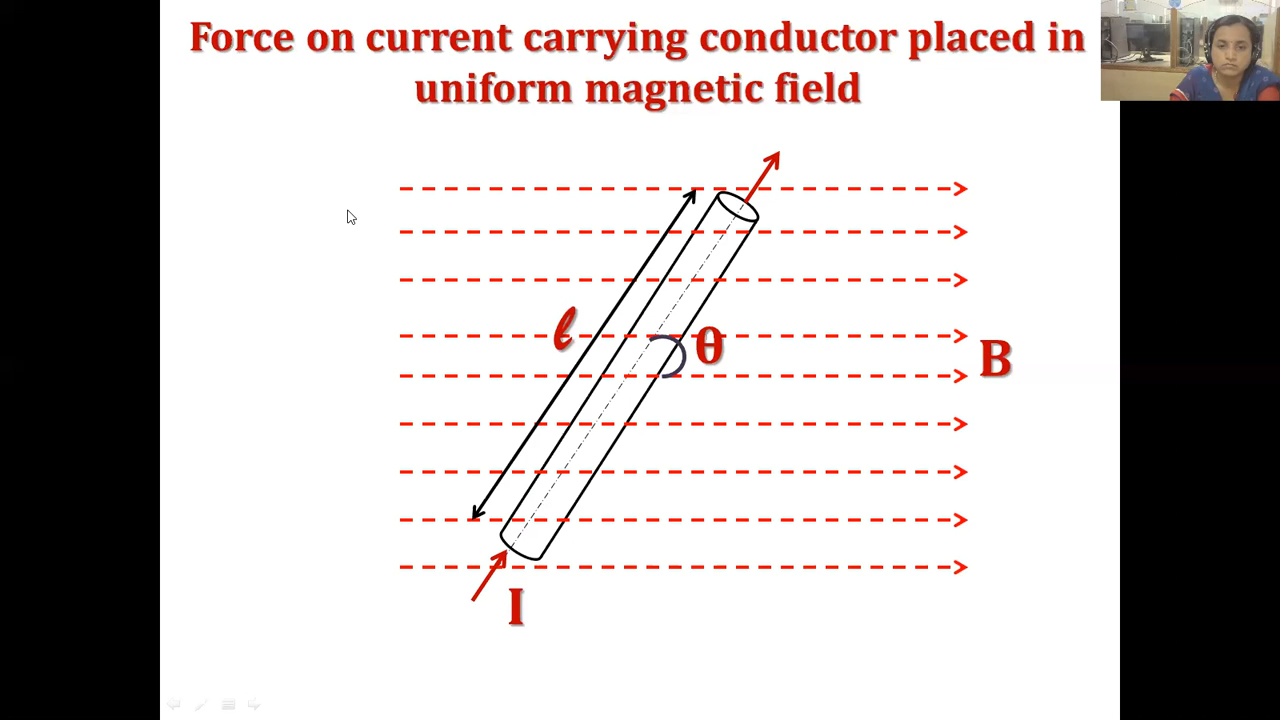 Force on current carrying conductor placed in
uniform magnetic field
ℓ
θ
B
I